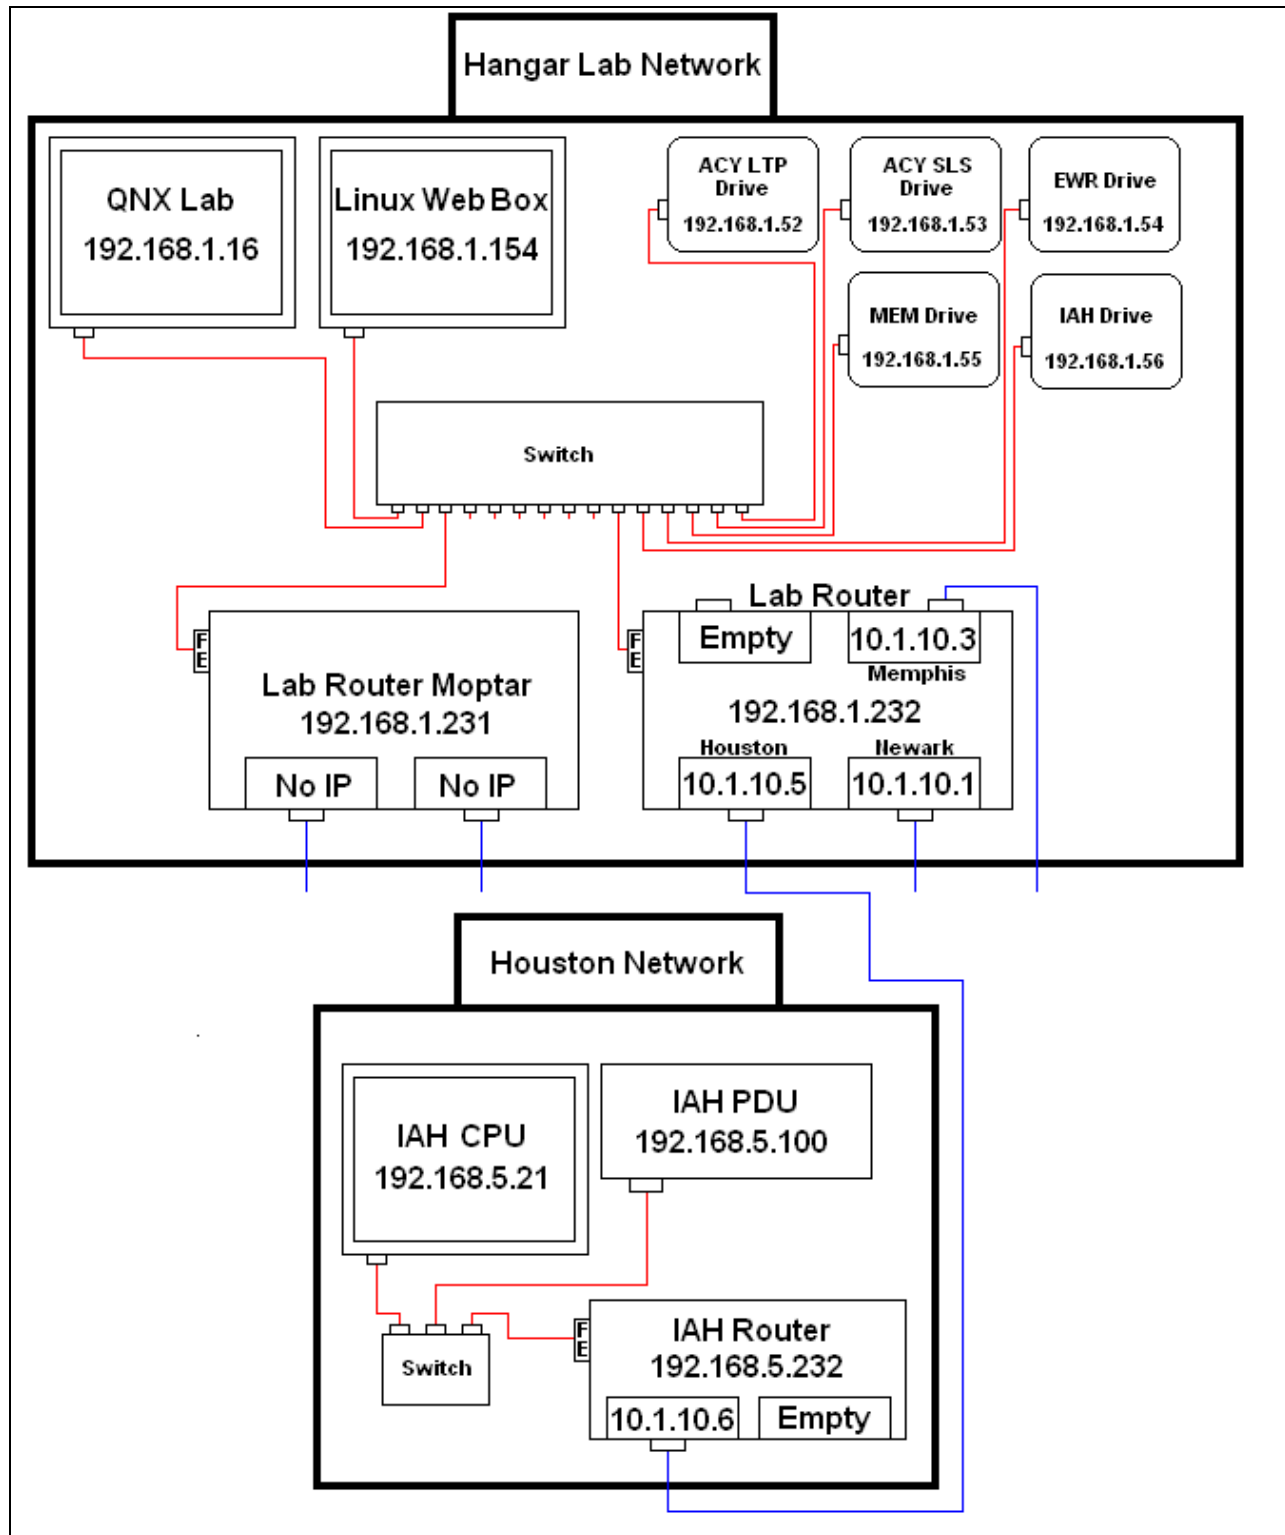 Hangar Lab Network
QNX Lab
192.168.1.16
Linux Web Box
192.168.1.154
ACY LTP
Drive
192.168.1.52
ACY SLS
Drive
192.168.1.53
EWR Drive
192.168.1.54
MEM Drive
192.168.1.55
IAH Drive
192.168.1.56
Switch
F
E
Lab Router Moptar
192.168.1.231
No IP
No IP
Lab Router
F
E
Empty
10.1.10.3
Memphis
192.168.1.232
Houston
10.1.10.5
Newark
10.1.10.1
Houston Network
IAH CPU
192.168.5.21
IAH PDU
192.168.5.100
Switch
F
E
IAH Router
192.168.5.232
10.1.10.6
Empty